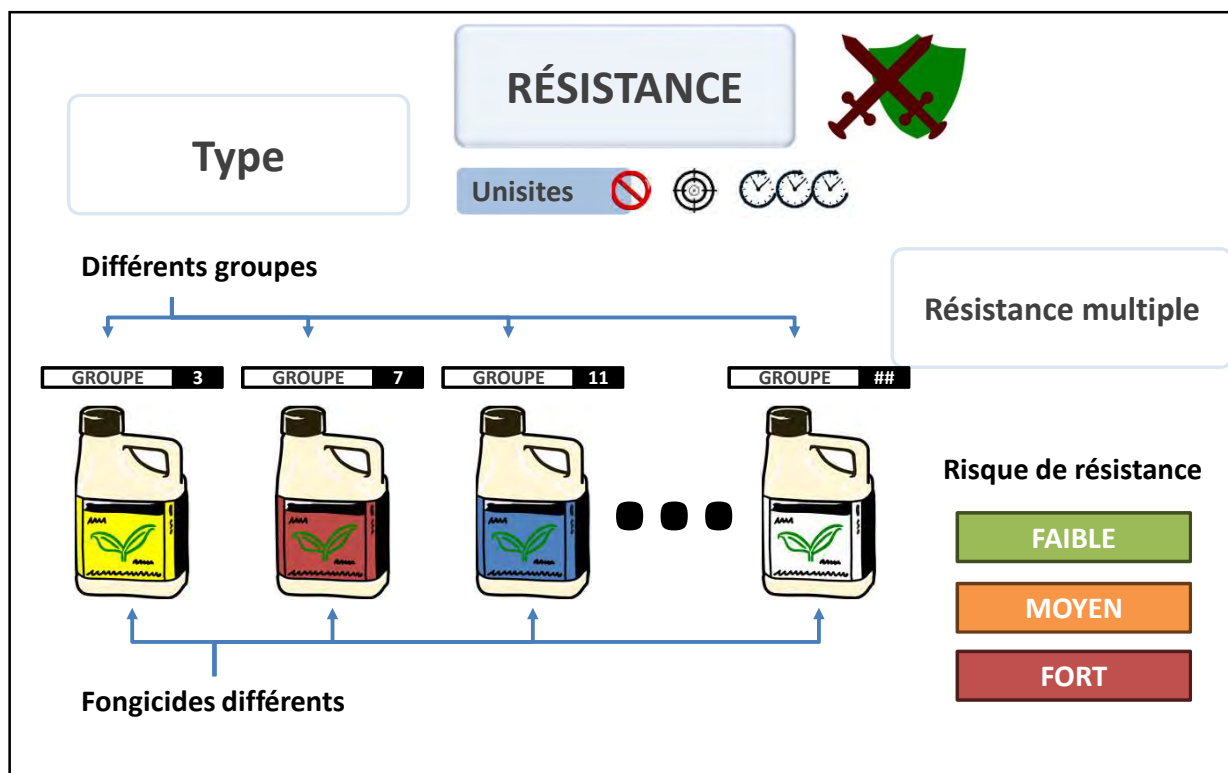 RÉSISTANCE
Type
Unisites
Différents groupes
Résistance multiple
GROUPE 3
GROUPE 7
GROUPE 11
GROUPE ##
Risque de résistance
FAIBLE
MOYEN
FORT
Fongicides différents